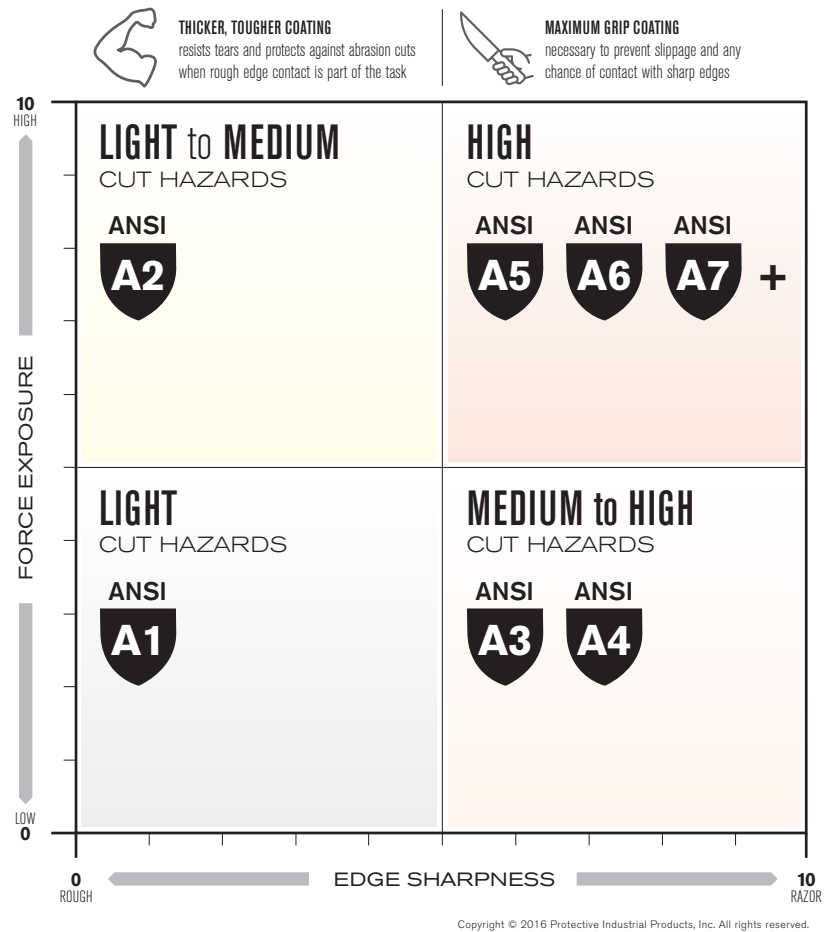 THICKER, TOUGHER COATING
resists tears and protects against abrasion cuts
when rough edge contact is part of the task
MAXIMUM GRIP COATING
necessary to prevent slippage and any
chance of contact with sharp edges
10
HIGH
LIGHT to MEDIUM
CUT HAZARDS
ANSI
A2
HIGH
CUT HAZARDS
ANSI ANSI ANSI
A5 A6 A7 +
FORCE EXPOSURE
LIGHT
CUT HAZARDS
ANSI
A1
MEDIUM to HIGH
CUT HAZARDS
ANSI ANSI
A3 A4
LOW
0
0
ROUGH
EDGE SHARPNESS
10
RAZOR
Copyright © 2016 Protective Industrial Products, Inc. All rights reserved.